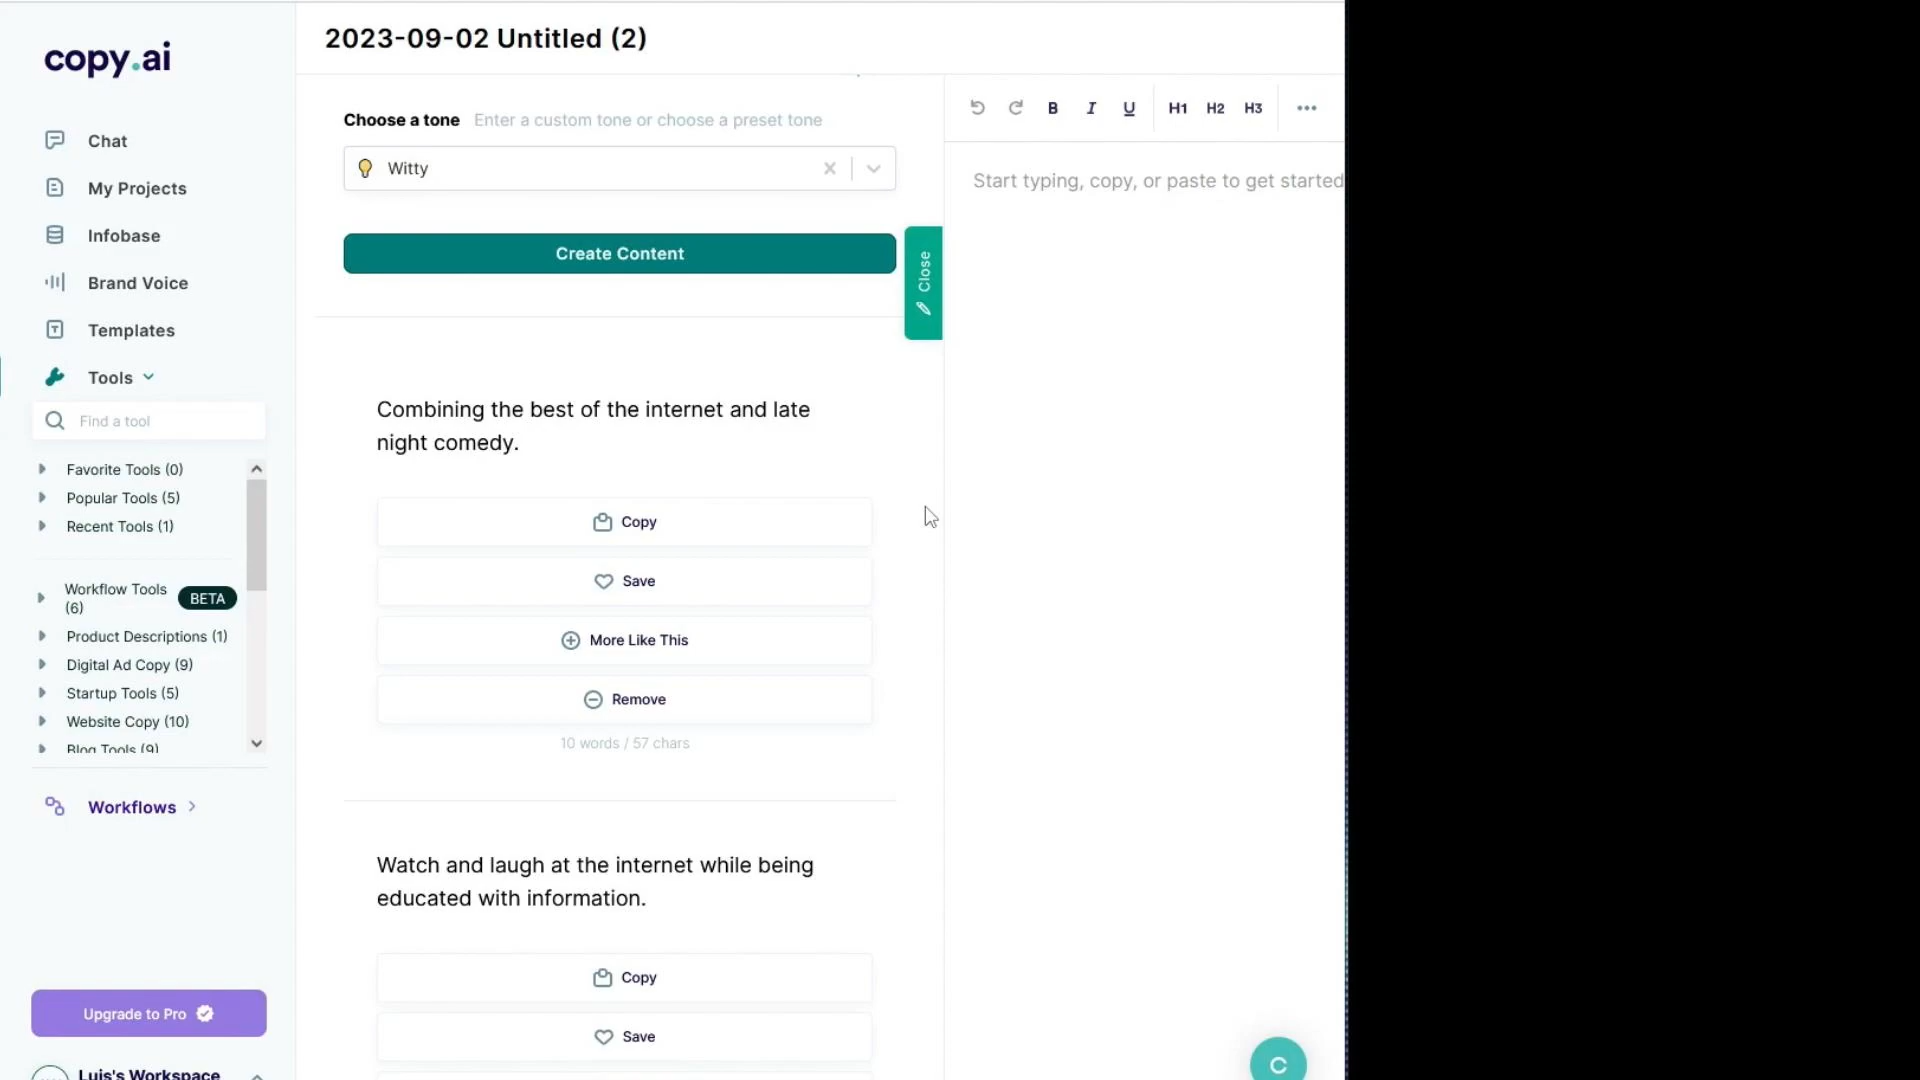 copy.ai
Chat
My Projects
Infobase
Brand Voice
Templates
Tools
Find a tool
Favorite Tools (0)
Popular Tools (5)
Recent Tools (1)
Workflow Tools
(6)
BETA
Product Descriptions (1)
Digital Ad Copy (9)
Startup Tools (5)
Website Copy (10)
Blog Tools (9)
Workflows
Upgrade to Pro
Luis's Workspace
2023-09-02 Untitled (2)
Choose a tone Enter a custom tone or choose a preset tone
Witty
Create Content
Close
Combining the best of the internet and late
night comedy.
Copy
Save
More Like This
Remove
10 words / 57 chars
Watch and laugh at the internet while being
educated with information.
Copy
Save
B I U H1 H2 H3
Start typing, copy, or paste to get started
C